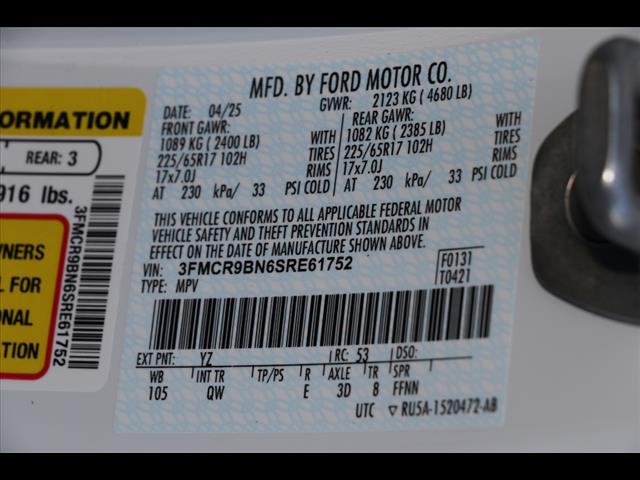 FORMATION
REAR: 3
916 lbs.
WNERS
L FOR
ONAL
TION
3FMCR9BN6SRE61752
MFD. BY FORD MOTOR CO.
DATE: 04/25 GVWR: 2123 KG ( 4680 LB)
FRONT GAWR: REAR GAWR:
1089 KG ( 2400 LB) WITH 1082 KG ( 2385 LB) WITH
225/65R17 102H TIRES 225/65R17 102H TIRES
17x7.0J RIMS 17x7.0J RIMS
AT 230 kPa/ 33 PSI COLD AT 230 kPa/ 33 PSI COLD
THIS VEHICLE CONFORMS TO ALL APPLICABLE FEDERAL MOTOR
VEHICLE SAFETY AND THEFT PREVENTION STANDARDS IN
EFFECT ON THE DATE OF MANUFACTURE SHOWN ABOVE.
VIN: 3FMCR9BN6SRE61752 F0131
TYPE: MPV T0421
EXT PNT: YZ RC: 53 DSO:
WB INT TR TP/PS R AXLE TR SPR
105 QW E 3D 8 FFNN
UTC ▽ RU5A-1520472-AB